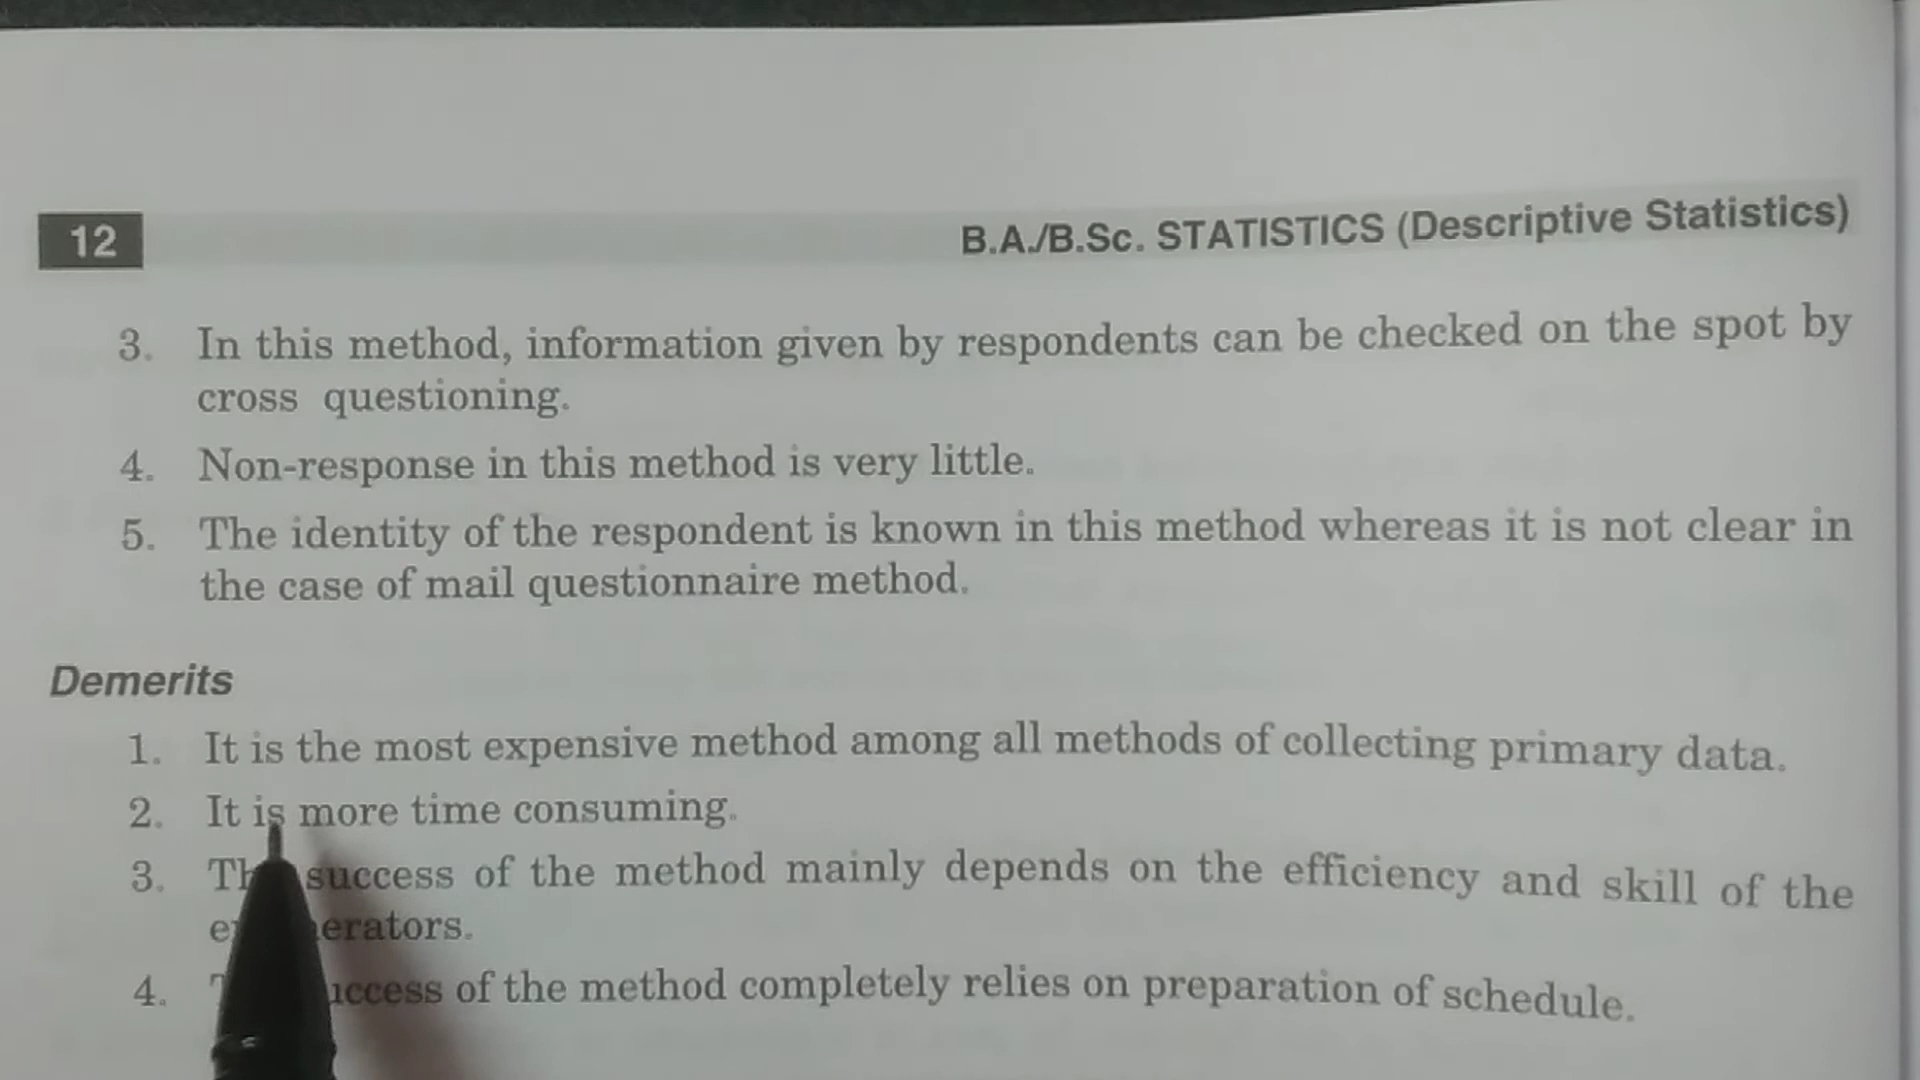 12
B.A./B.Sc. STATISTICS (Descriptive Statistics)
3. In this method, information given by respondents can be checked on the spot by
cross questioning.
4. Non-response in this method is very little.
5. The identity of the respondent is known in this method whereas it is not clear in
the case of mail questionnaire method.
Demerits
1. It is the most expensive method among all methods of collecting primary data.
2. It is more time consuming.
3. success of the method mainly depends on the efficiency and skill of the
4. of the method completely relies on preparation of schedule.